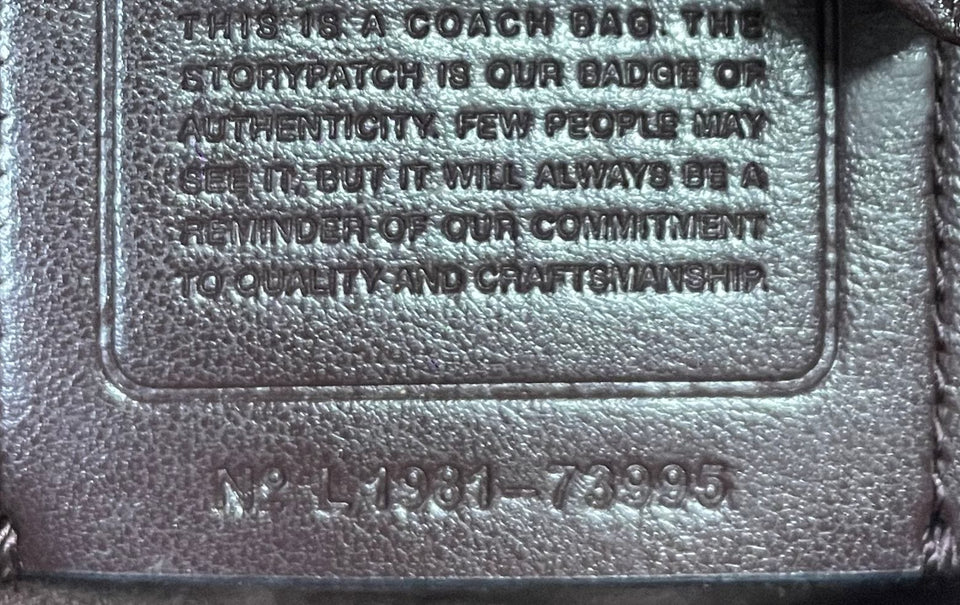 THIS IS A COACH BAG. THE
STORYPATCH IS OUR BADGE OF
AUTHENTICITY. FEW PEOPLE MAY
SEE IT, BUT IT WILL ALWAYS BE A
REMINDER OF OUR COMMITMENT
TO QUALITY AND CRAFTSMANSHIP.
Nº L1931-73995